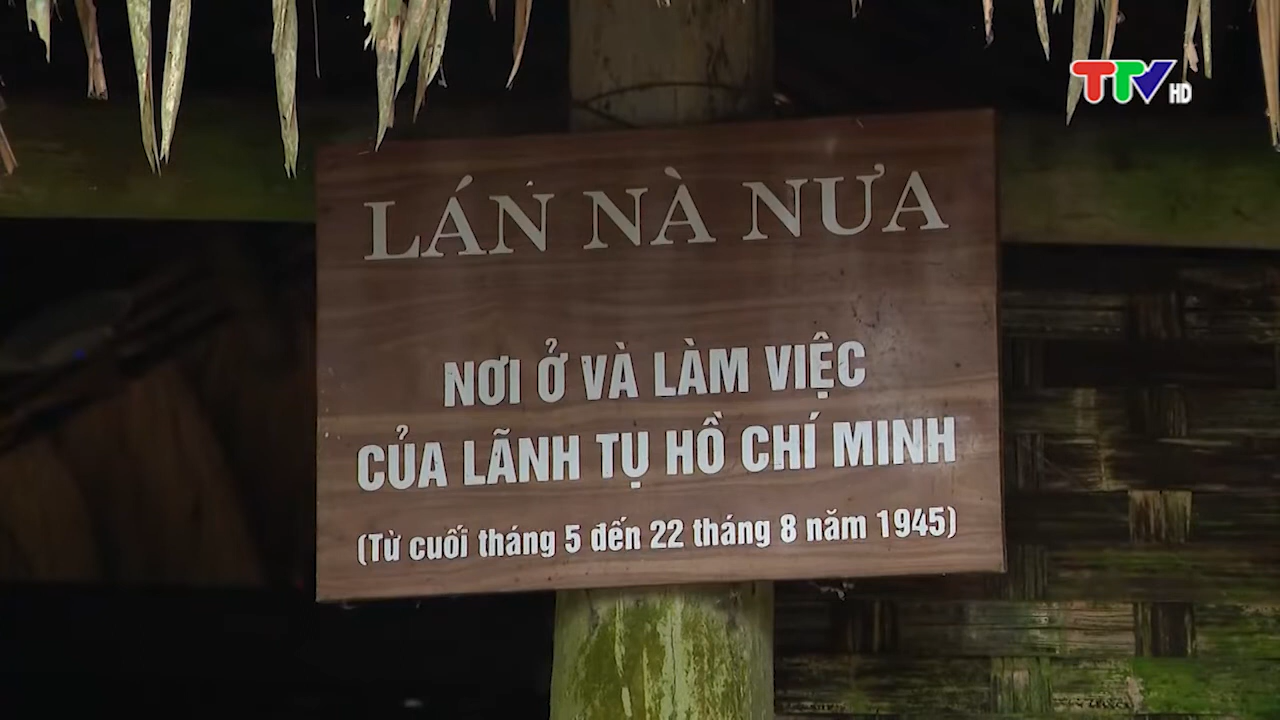 TTV HD
LÁN NÀ NƯA
NƠI Ở VÀ LÀM VIỆC
CỦA LÃNH TỤ HỒ CHÍ MINH
(Từ cuối tháng 5 đến 22 tháng 8 năm 1945)